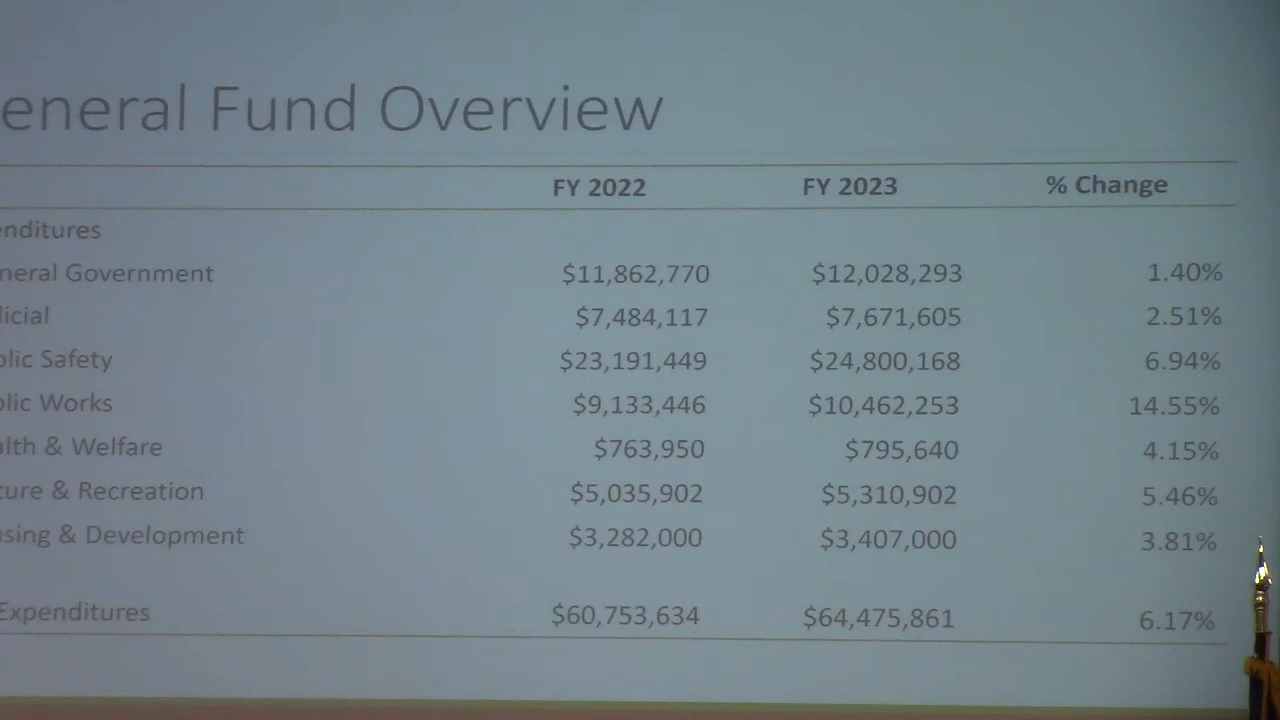 eneral Fund Overview
FY 2022 FY 2023 % Change
nditures
neral Government $11,862,770 $12,028,293 1.40%
licial $7,484,117 $7,671,605 2.51%
olic Safety $23,191,449 $24,800,168 6.94%
olic Works $9,133,446 $10,462,253 14.55%
alth & Welfare $763,950 $795,640 4.15%
ture & Recreation $5,035,902 $5,310,902 5.46%
using & Development $3,282,000 $3,407,000 3.81%
Expenditures $60,753,634 $64,475,861 6.17%